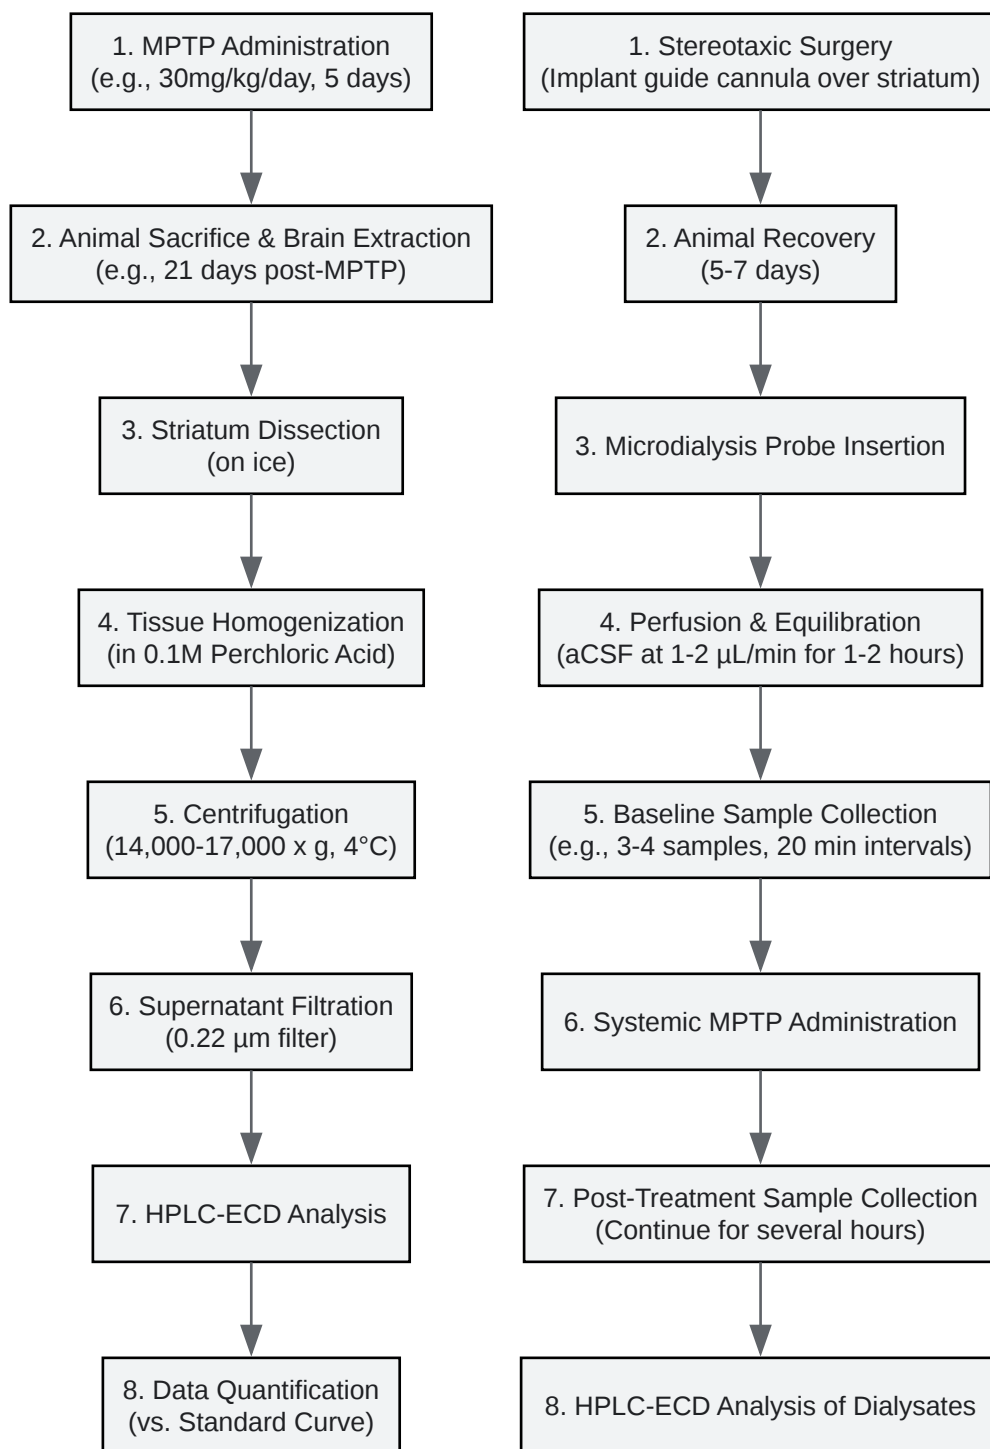 1. MPTP Administration
(e.g., 30mg/kg/day, 5 days)
2. Animal Sacrifice & Brain Extraction
(e.g., 21 days post-MPTP)
3. Striatum Dissection
(on ice)
4. Tissue Homogenization
(in 0.1M Perchloric Acid)
5. Centrifugation
(14,000-17,000 x g, 4°C)
6. Supernatant Filtration
(0.22 µm filter)
7. HPLC-ECD Analysis
8. Data Quantification
(vs. Standard Curve)
1. Stereotaxic Surgery
(Implant guide cannula over striatum)
2. Animal Recovery
(5-7 days)
3. Microdialysis Probe Insertion
4. Perfusion & Equilibration
(aCSF at 1-2 µL/min for 1-2 hours)
5. Baseline Sample Collection
(e.g., 3-4 samples, 20 min intervals)
6. Systemic MPTP Administration
7. Post-Treatment Sample Collection
(Continue for several hours)
8. HPLC-ECD Analysis of Dialysates